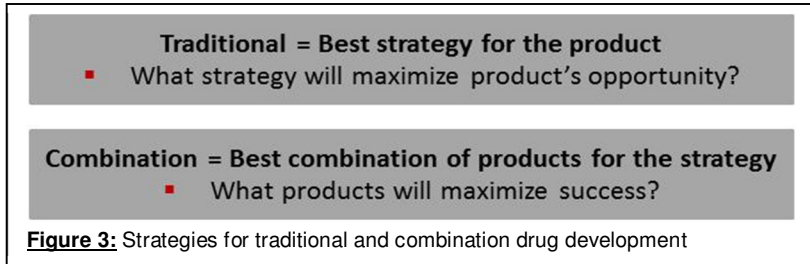 Traditional = Best strategy for the product
▪ What strategy will maximize product's opportunity?
Combination = Best combination of products for the strategy
▪ What products will maximize success?
Figure 3: Strategies for traditional and combination drug development